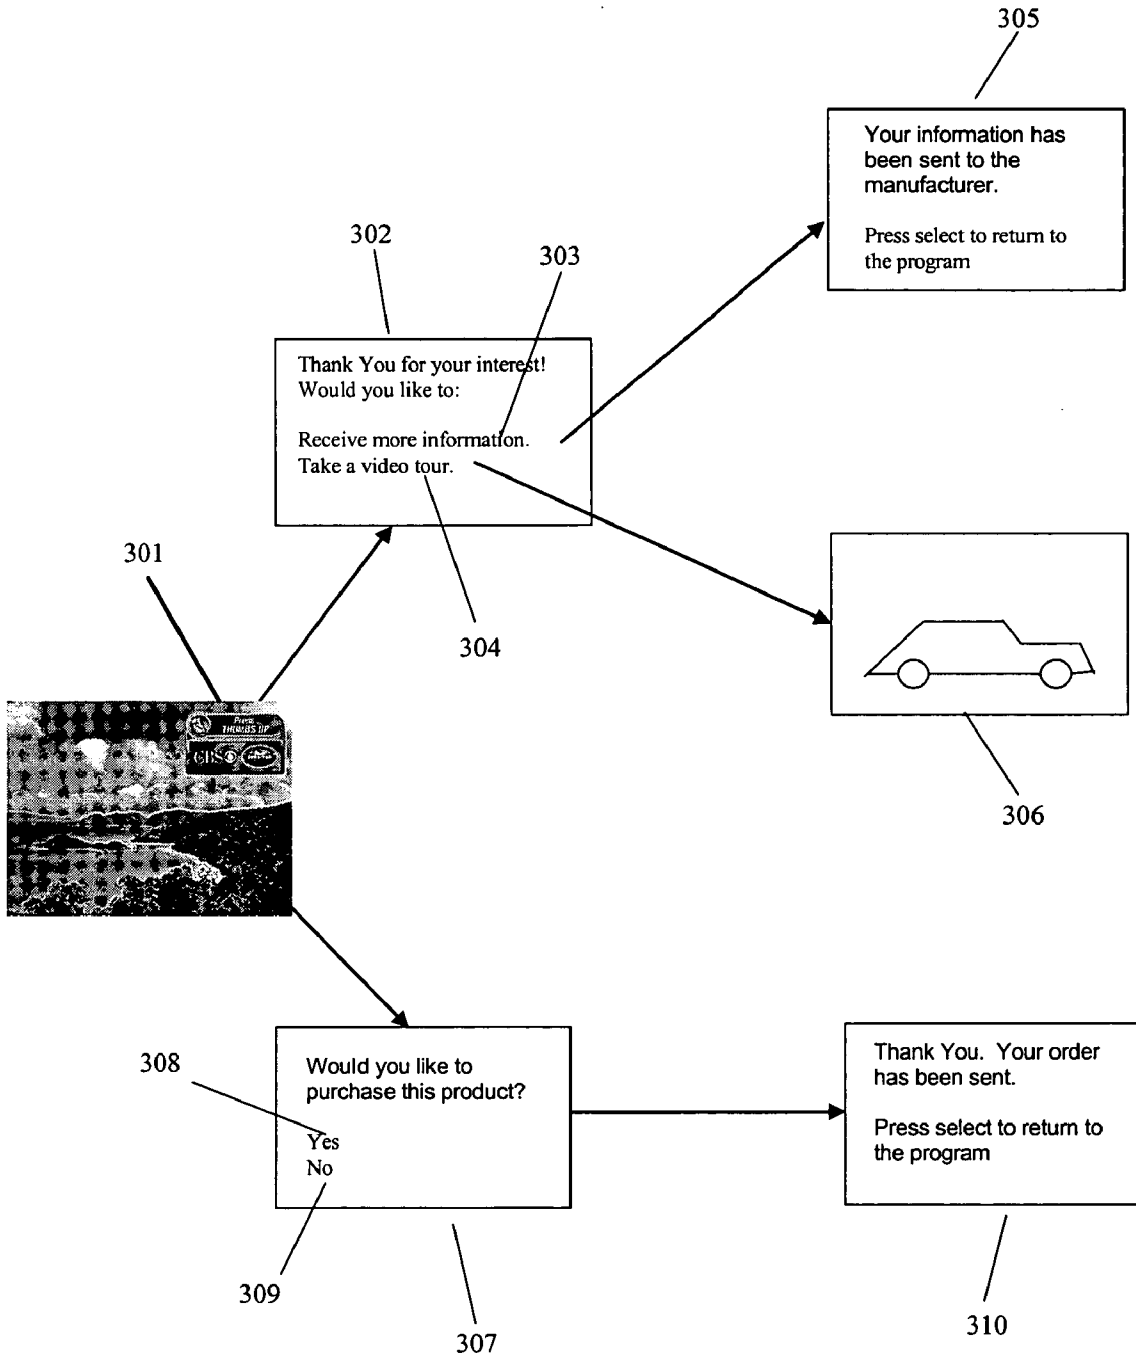 305
Your information has
been sent to the
manufacturer.
Press select to return to
the program
302
303
Thank You for your interest!
Would you like to:
Receive more information.
Take a video tour.
301
304
Press
THUMBS UP
CBS
306
308
Would you like to
purchase this product?
Yes
No
Thank You. Your order
has been sent.
Press select to return to
the program
309
307
310